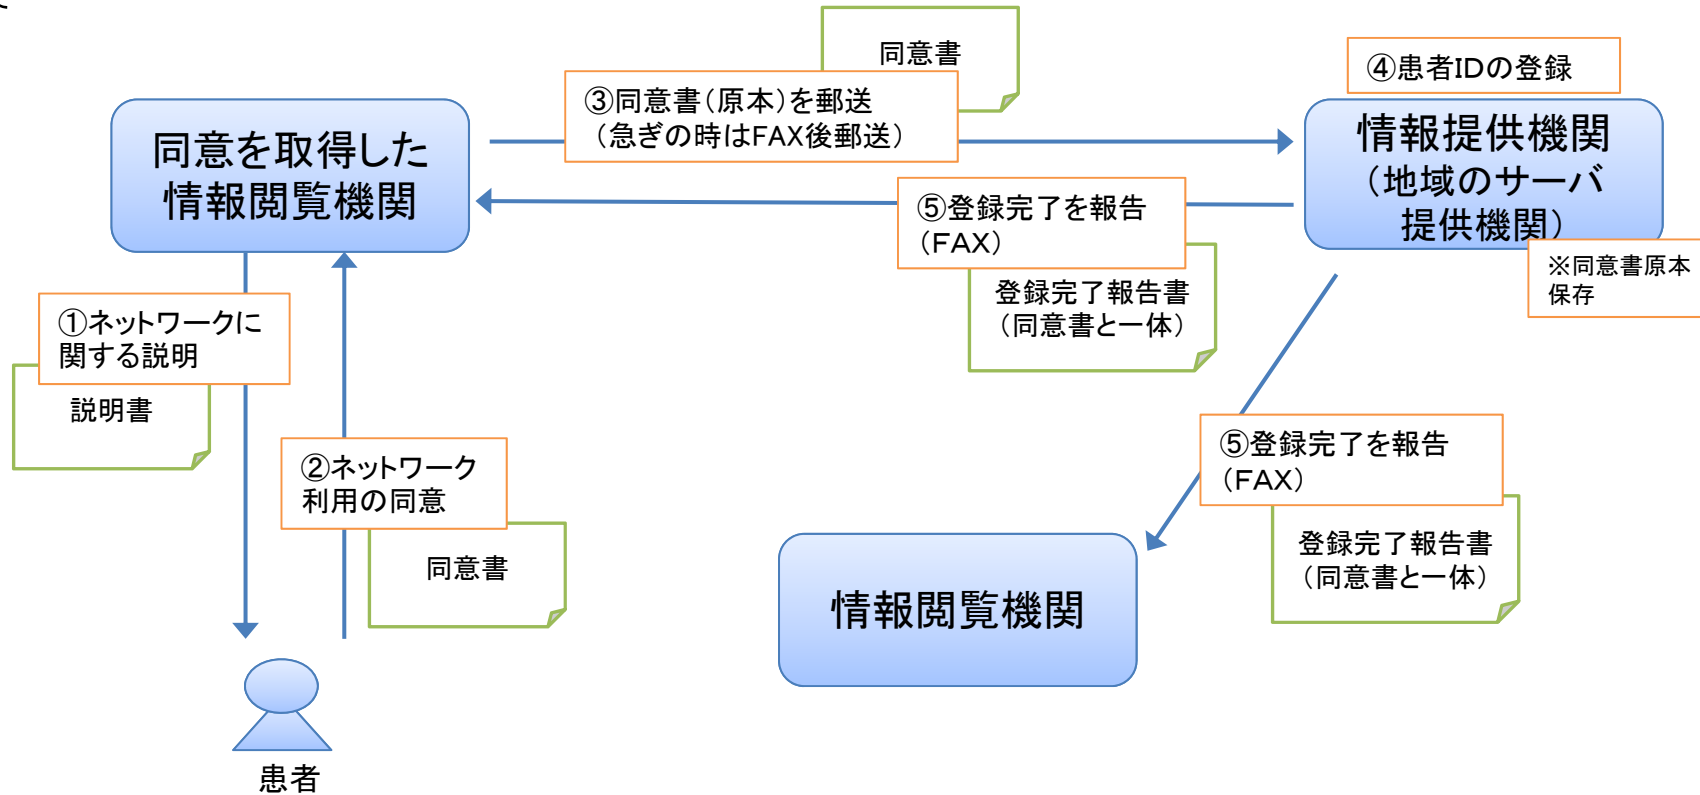 同意書
③同意書（原本）を郵送
（急ぎの時はFAX後郵送）
④患者IDの登録
同意を取得した
情報閲覧機関
情報提供機関
（地域のサーバ
提供機関）
※同意書原本
保存
⑤登録完了を報告
（FAX）
登録完了報告書
（同意書と一体）
①ネットワークに
関する説明
説明書
②ネットワーク
利用の同意
同意書
⑤登録完了を報告
（FAX）
登録完了報告書
（同意書と一体）
情報閲覧機関
患者